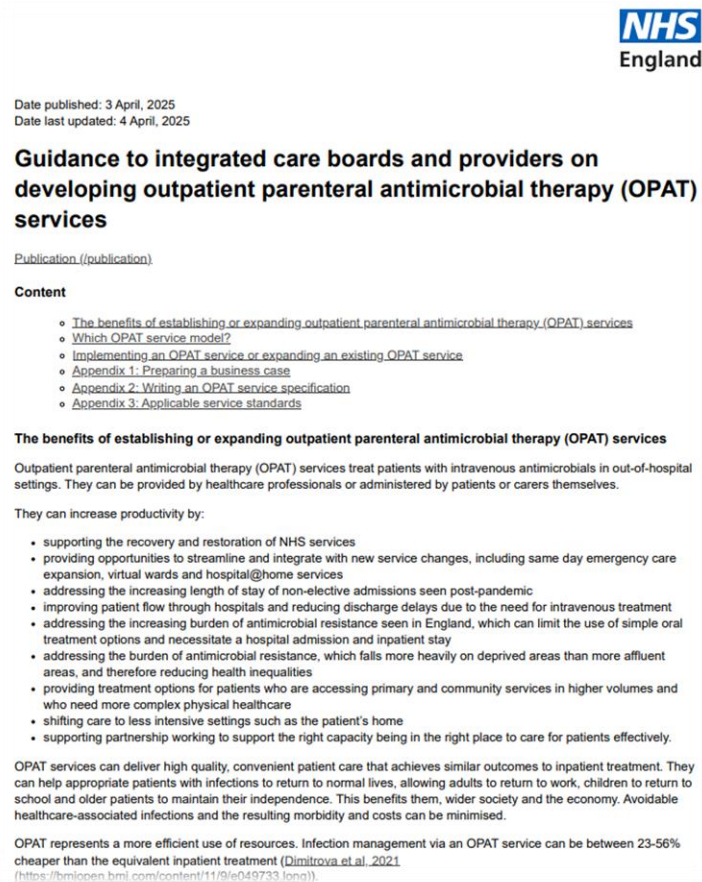 NHS
England
Date published: 3 April, 2025
Date last updated: 4 April, 2025
Guidance to integrated care boards and providers on
developing outpatient parenteral antimicrobial therapy (OPAT)
services
Publication (/publication)
Content
The benefits of establishing or expanding outpatient parenteral antimicrobial therapy (OPAT) services
Which OPAT service model?
Implementing an OPAT service or expanding an existing OPAT service
Appendix 1: Preparing a business case
Appendix 2: Writing an OPAT service specification
Appendix 3: Applicable service standards
The benefits of establishing or expanding outpatient parenteral antimicrobial therapy (OPAT) services
Outpatient parenteral antimicrobial therapy (OPAT) services treat patients with intravenous antimicrobials in out-of-hospital
settings. They can be provided by healthcare professionals or administered by patients or carers themselves.
They can increase productivity by:
• supporting the recovery and restoration of NHS services
• providing opportunities to streamline and integrate with new service changes, including same day emergency care
expansion, virtual wards and hospital@home services
• addressing the increasing length of stay of non-elective admissions seen post-pandemic
• improving patient flow through hospitals and reducing discharge delays due to the need for intravenous treatment
• addressing the increasing burden of antimicrobial resistance seen in England, which can limit the use of simple oral
treatment options and necessitate a hospital admission and inpatient stay
• addressing the burden of antimicrobial resistance, which falls more heavily on deprived areas than more affluent
areas, and therefore reducing health inequalities
• providing treatment options for patients who are accessing primary and community services in higher volumes and
who need more complex physical healthcare
• shifting care to less intensive settings such as the patient's home
• supporting partnership working to support the right capacity being in the right place to care for patients effectively.
OPAT services can deliver high quality, convenient patient care that achieves similar outcomes to inpatient treatment. They
can help appropriate patients with infections to return to normal lives, allowing adults to return to work, children to return to
school and older patients to maintain their independence. This benefits them, wider society and the economy. Avoidable
healthcare-associated infections and the resulting morbidity and costs can be minimised.
OPAT represents a more efficient use of resources. Infection management via an OPAT service can be between 23-56%
cheaper than the equivalent inpatient treatment (Dimitrova et al, 2021
(https://bmjopen.bmj.com/content/11/9/e049733.long)).